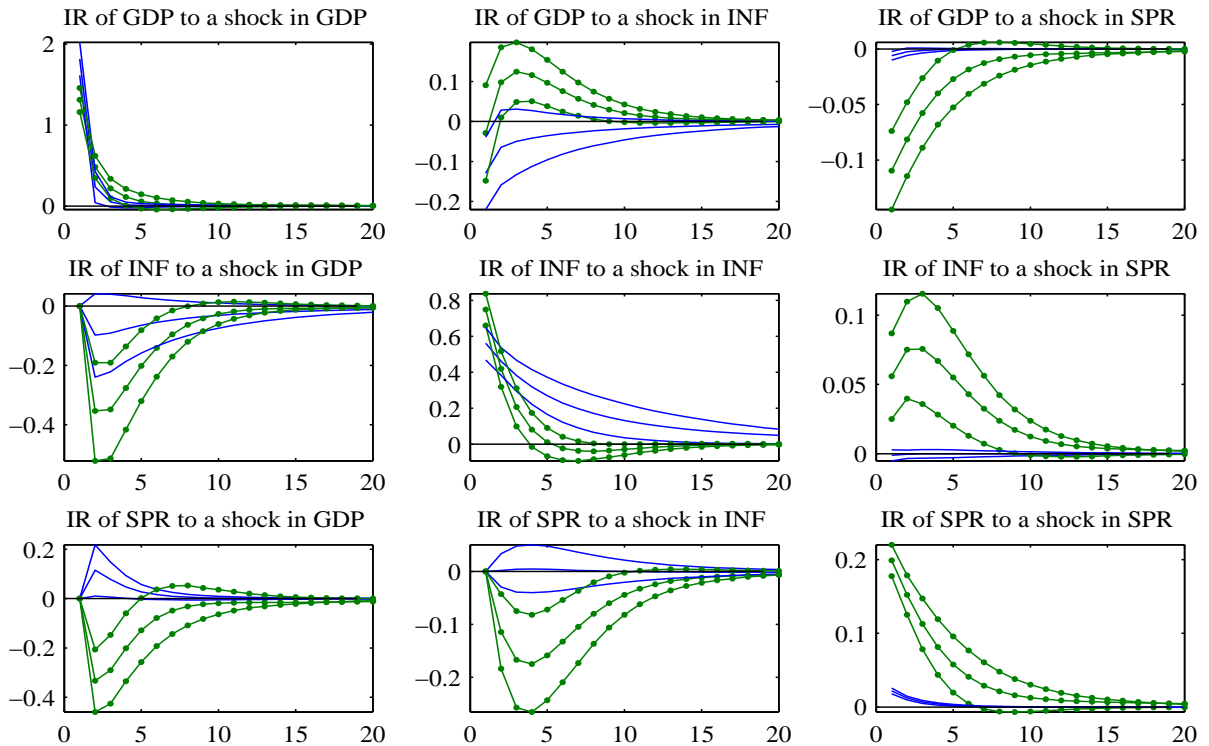 IR of GDP to a shock in GDP
IR of GDP to a shock in INF
IR of GDP to a shock in SPR
2
1
0
0 5 10 15 20
0.1
0
−0.1
−0.2
0 5 10 15 20
0
−0.05
−0.1
0 5 10 15 20
IR of INF to a shock in GDP
IR of INF to a shock in INF
IR of INF to a shock in SPR
0
−0.2
−0.4
0 5 10 15 20
0.8
0.6
0.4
0.2
0
0 5 10 15 20
0.1
0.05
0
0 5 10 15 20
IR of SPR to a shock in GDP
IR of SPR to a shock in INF
IR of SPR to a shock in SPR
0.2
0
−0.2
−0.4
0 5 10 15 20
0
−0.1
−0.2
0 5 10 15 20
0.2
0.1
0
0 5 10 15 20